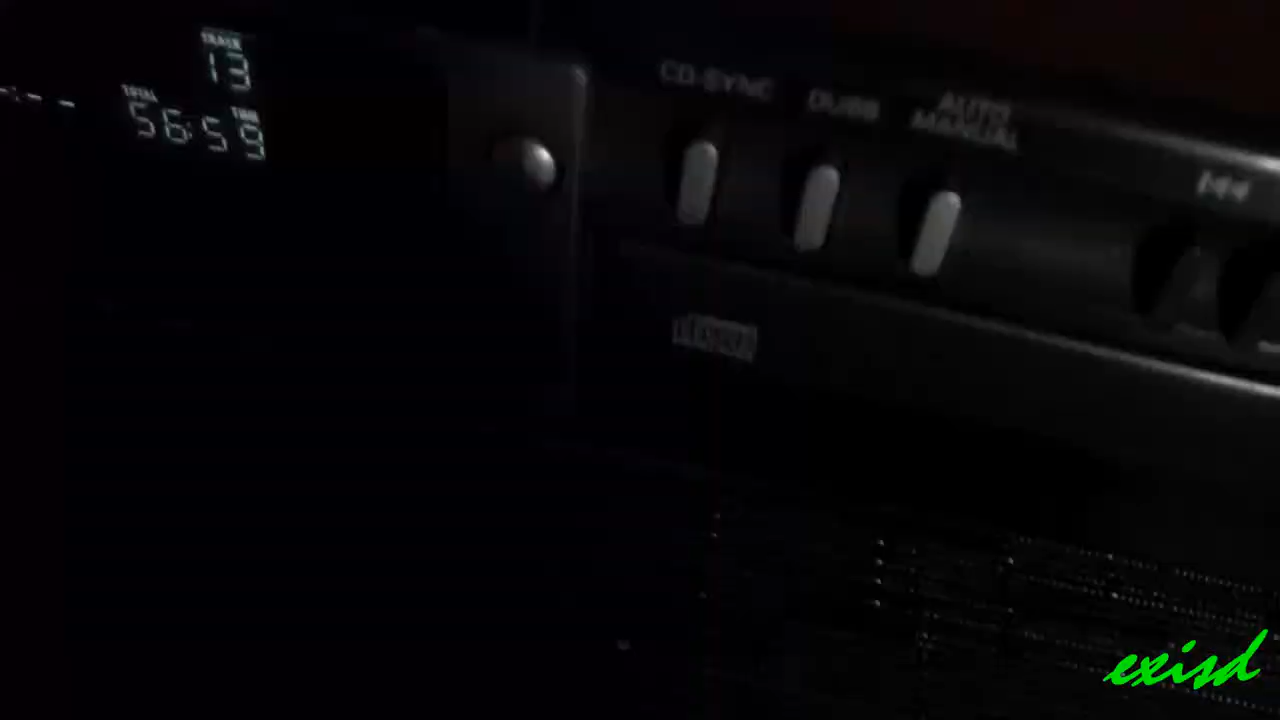 TRACK
13
TOTAL
TIME
56:59
CD-SYNC
DUBB
AUTO
MANUAL
exisd